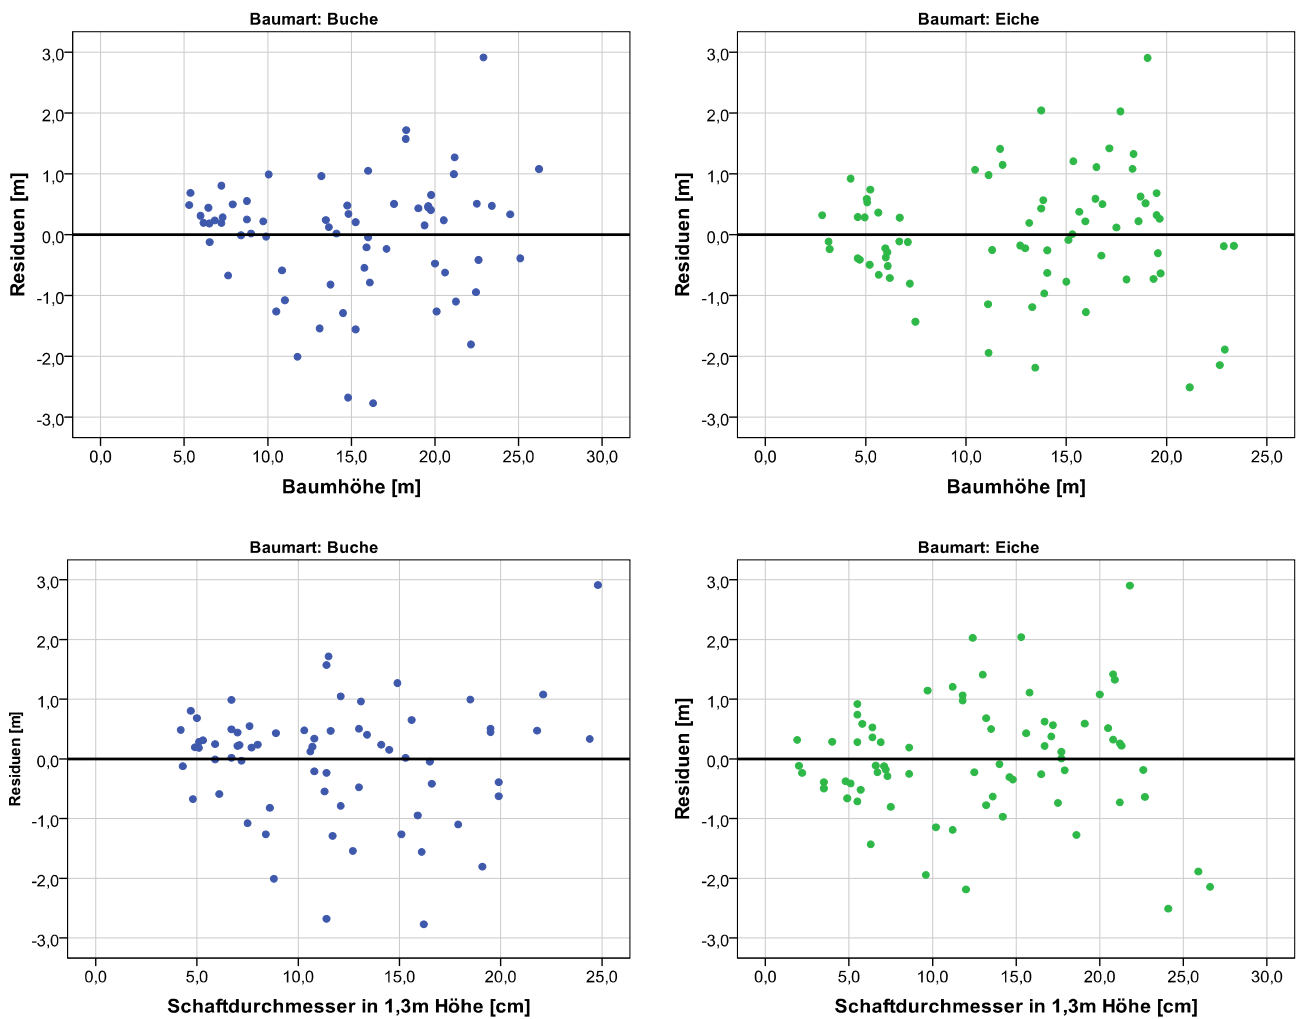 Baumart: Buche
3,0
2,0
1,0
0,0
-1,0
-2,0
-3,0
Residuen [m]
0,0 5,0 10,0 15,0 20,0 25,0 30,0
Baumhöhe [m]
Baumart: Eiche
3,0
2,0
1,0
0,0
-1,0
-2,0
-3,0
Residuen [m]
0,0 5,0 10,0 15,0 20,0 25,0
Baumhöhe [m]
Baumart: Buche
3,0
2,0
1,0
0,0
-1,0
-2,0
-3,0
Residuen [m]
0,0 5,0 10,0 15,0 20,0 25,0
Schaftdurchmesser in 1,3m Höhe [cm]
Baumart: Eiche
3,0
2,0
1,0
0,0
-1,0
-2,0
-3,0
Residuen [m]
0,0 5,0 10,0 15,0 20,0 25,0 30,0
Schaftdurchmesser in 1,3m Höhe [cm]